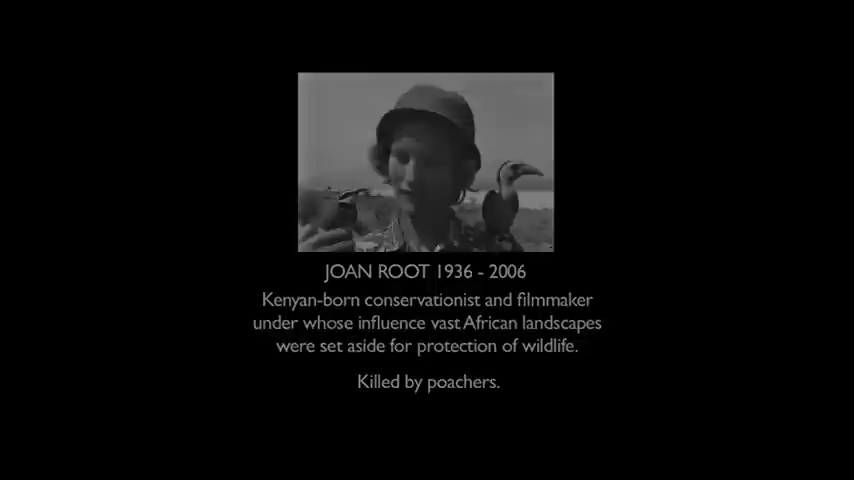 JOAN ROOT 1936 - 2006
Kenyan-born conservationist and filmmaker
under whose influence vast African landscapes
were set aside for protection of wildlife.
Killed by poachers.